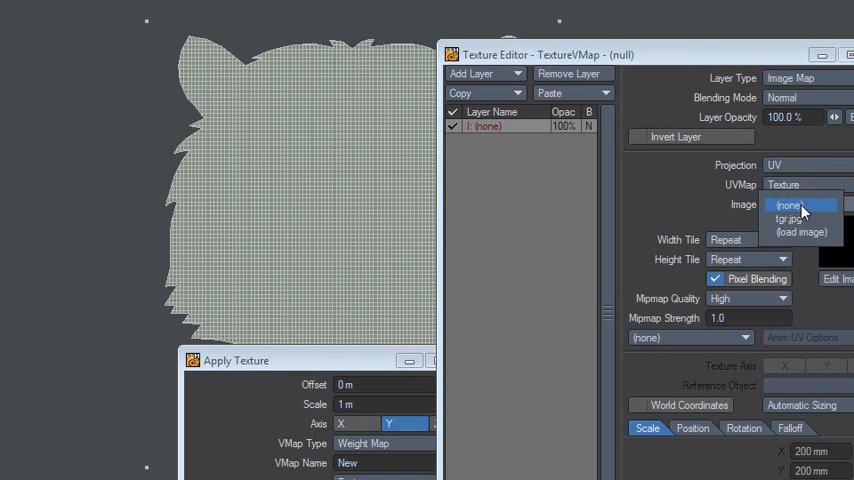 Texture Editor - TextureVMap - (null)
Add Layer
Remove Layer
Copy
Paste
Layer Name
Opac
B
I: (none)
100%
N
Layer Type
Image Map
Blending Mode
Normal
Layer Opacity
100.0 %
E
Invert Layer
Projection
UV
UVMap
Texture
Image
(none)
tgr.jpg
(load image)
Width Tile
Repeat
Height Tile
Repeat
Pixel Blending
Edit Ima
Mipmap Quality
High
Mipmap Strength
1.0
(none)
Anim UV Options
Texture Axis
X
Y
Reference Object
World Coordinates
Automatic Sizing
Scale
Position
Rotation
Falloff
X
200 mm
Y
200 mm
Apply Texture
Offset
0 m
Scale
1 m
Axis
X
Y
VMap Type
Weight Map
VMap Name
New